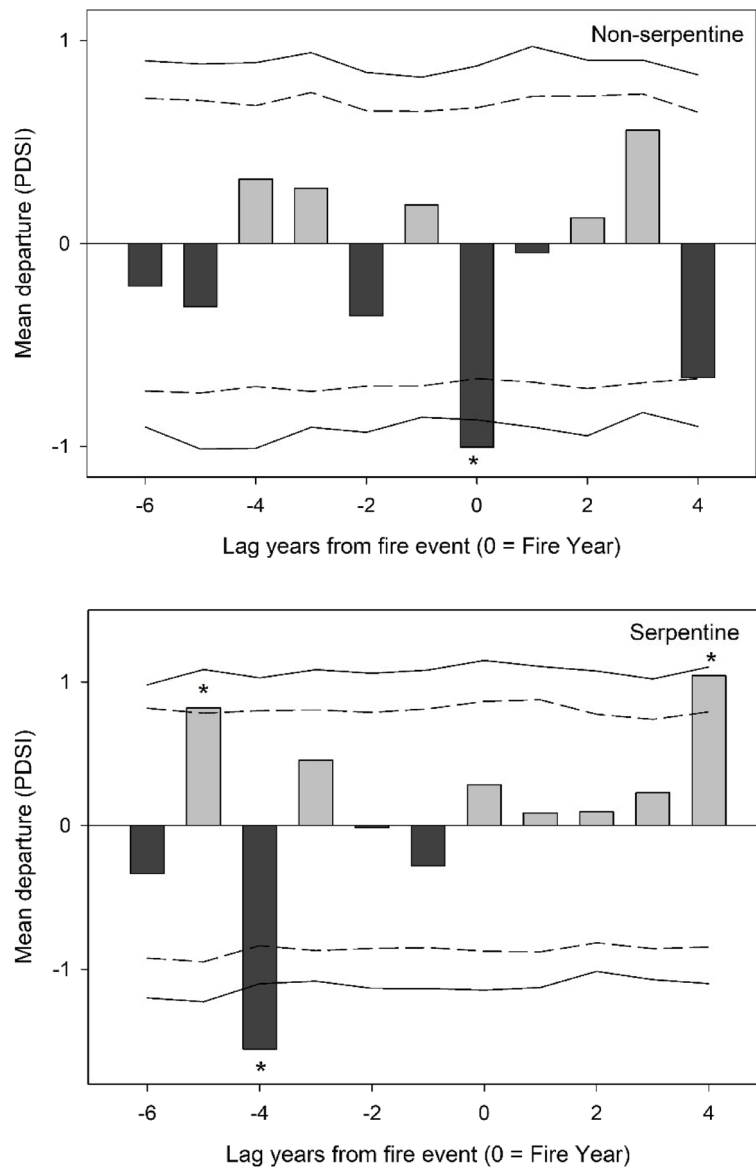 1
Non-serpentine
Mean departure (PDSI)
0
-1
*
-6 -4 -2 0 2 4
Lag years from fire event (0 = Fire Year)
Serpentine
*
*
1
Mean departure (PDSI)
0
-1
*
-6 -4 -2 0 2 4
Lag years from fire event (0 = Fire Year)